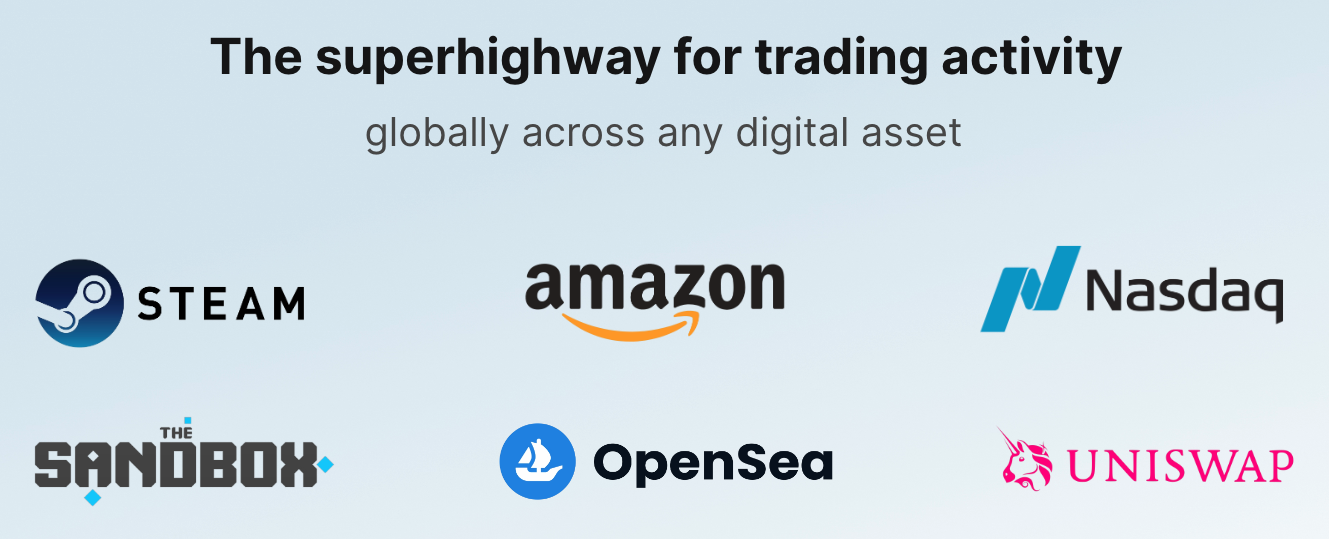 The superhighway for trading activity
globally across any digital asset
STEAM
amazon
Nasdaq
THE
SANDBOX
OpenSea
UNISWAP